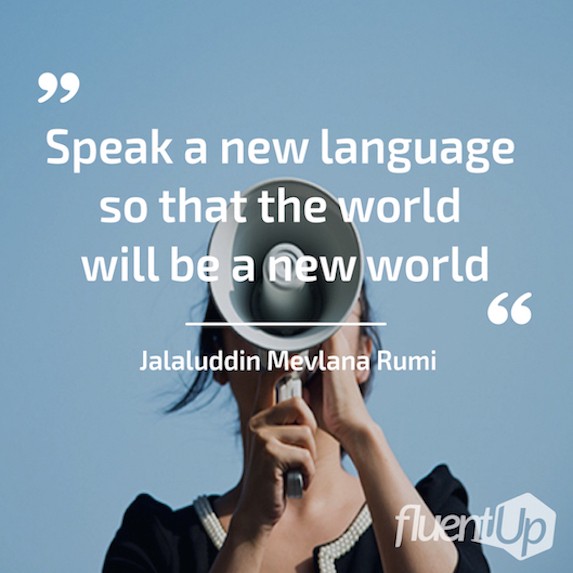 ”
Speak a new language
so that the world
will be a new world
“
Jalaluddin Mevlana Rumi
fluentUp